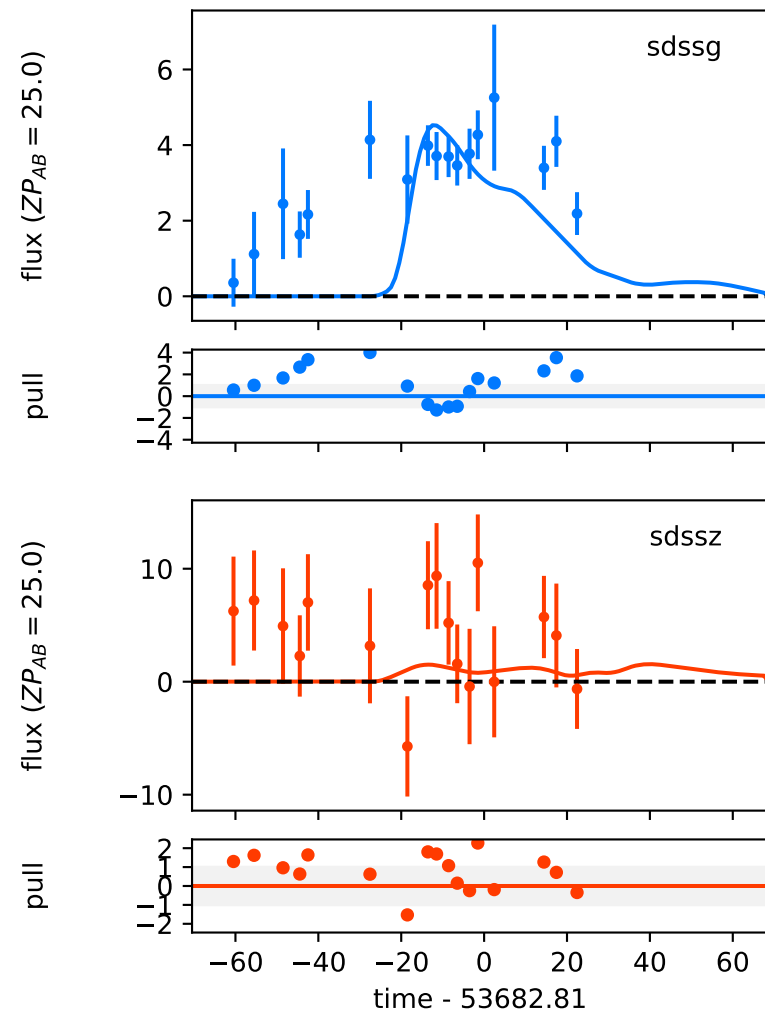 sdssg
flux (ZP_AB = 25.0)
6
4
2
0
pull
4
2
0
−2
−4
sdssz
flux (ZP_AB = 25.0)
10
0
−10
pull
2
1
0
−1
−2
−60 −40 −20 0 20 40 60
time - 53682.81